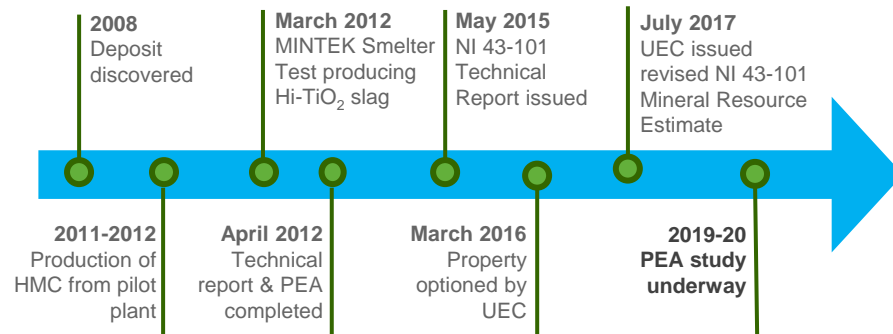 2008
Deposit
discovered
March 2012
MINTEK Smelter
Test producing
Hi-TiO₂ slag
May 2015
NI 43-101
Technical
Report issued
July 2017
UEC issued
revised NI 43-101
Mineral Resource
Estimate
2011-2012
Production of
HMC from pilot
plant
April 2012
Technical
report & PEA
completed
March 2016
Property
optioned by
UEC
2019-20
PEA study
underway